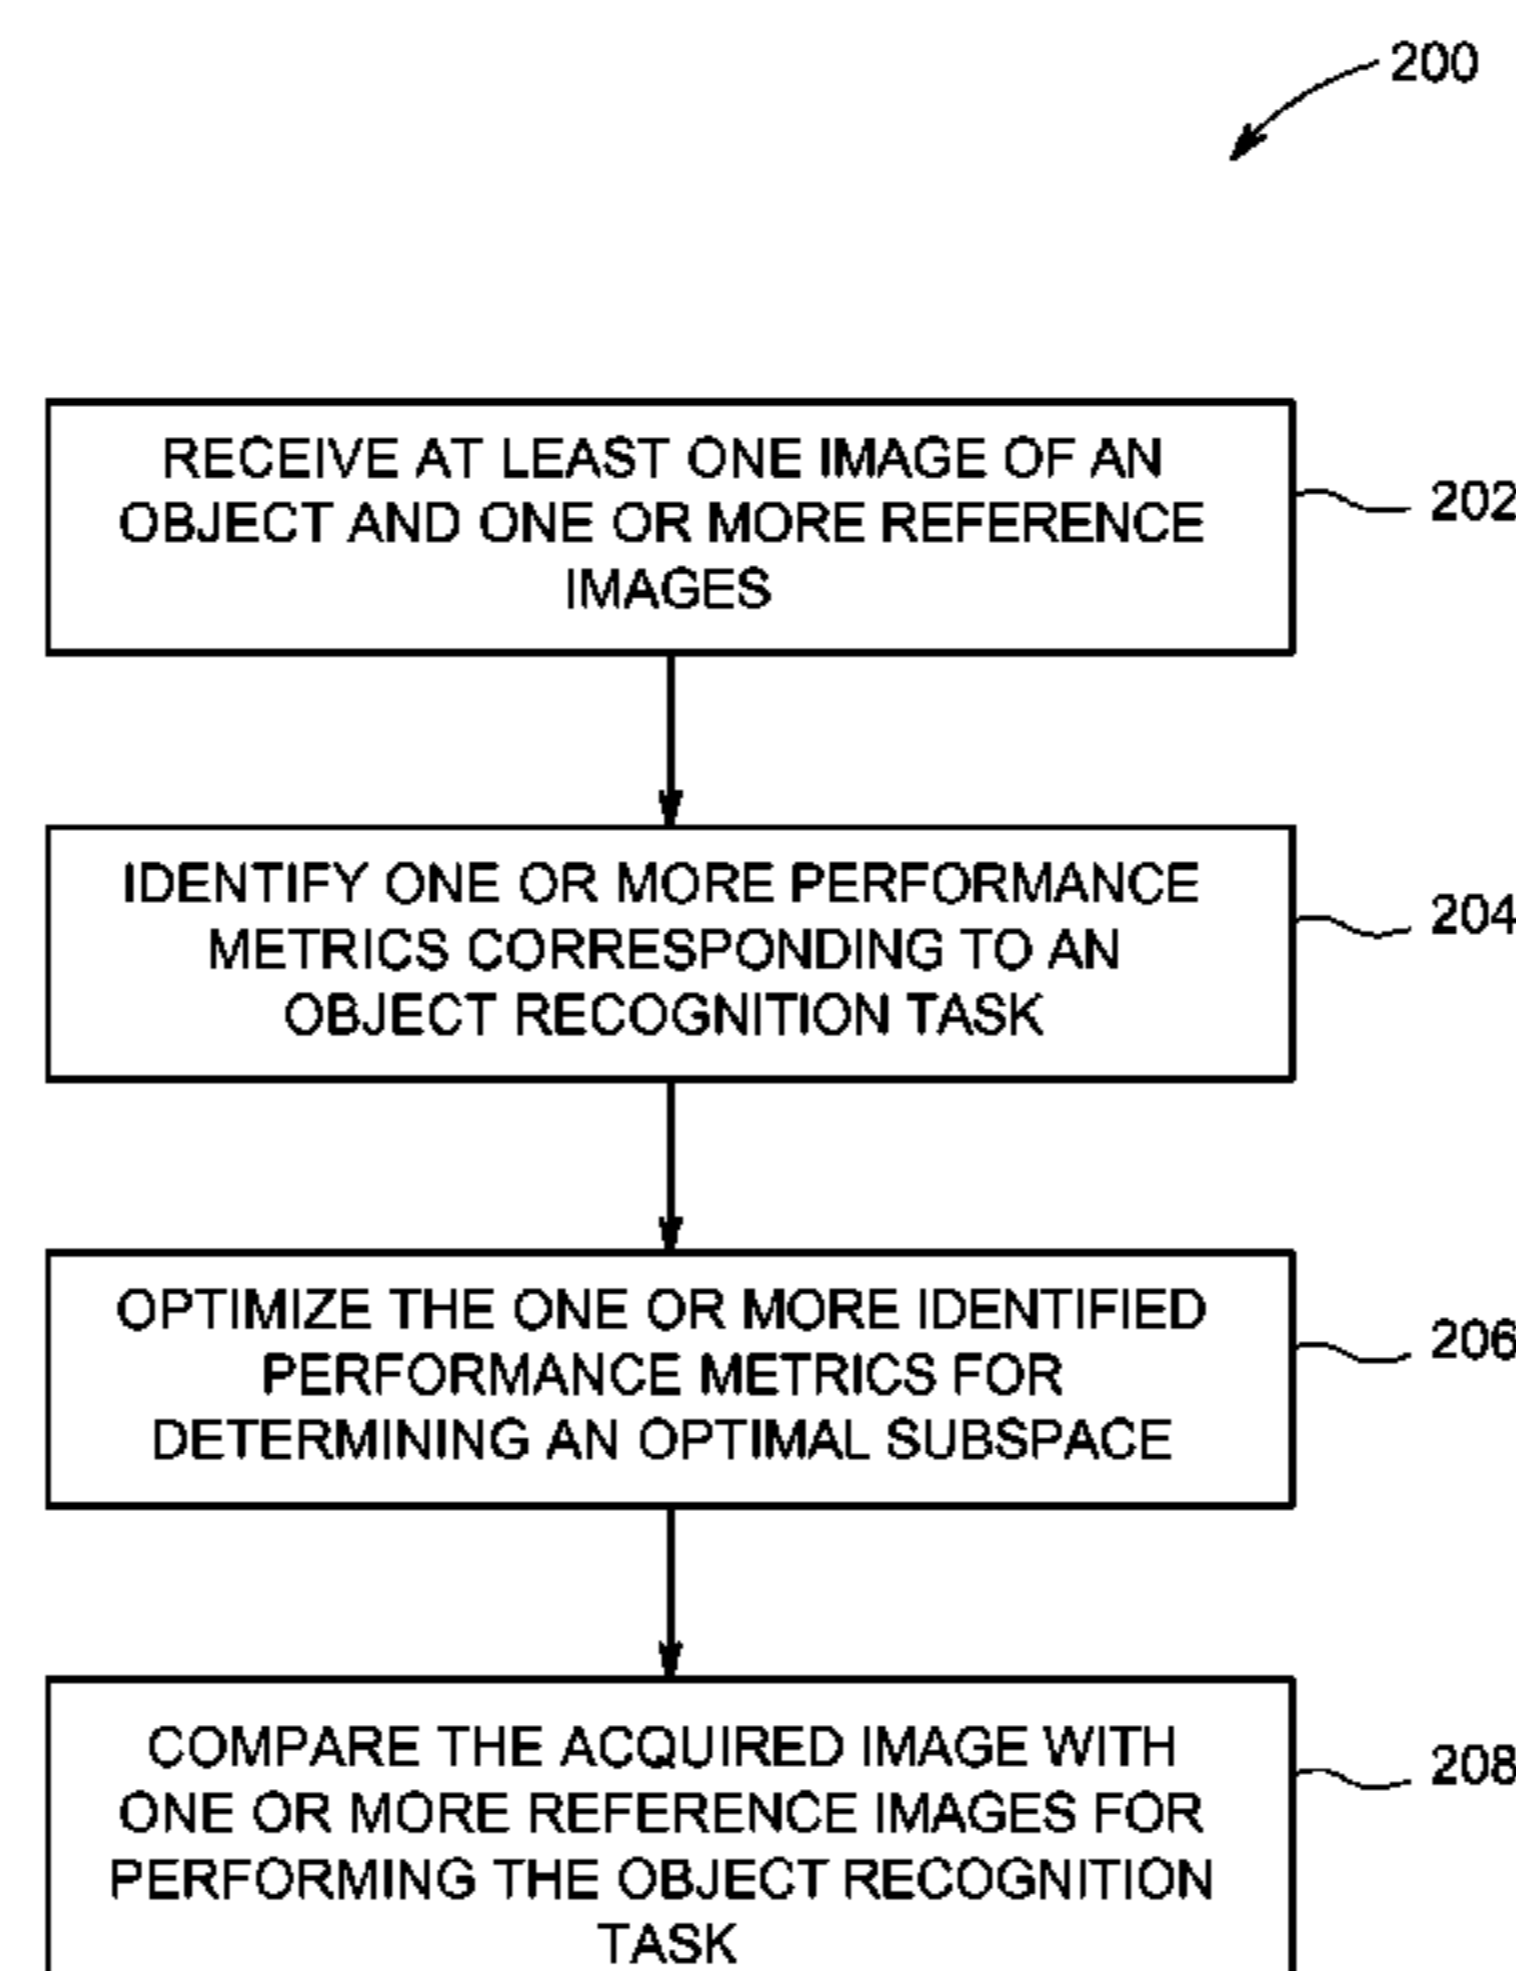 200
RECEIVE AT LEAST ONE IMAGE OF AN
OBJECT AND ONE OR MORE REFERENCE
IMAGES
202
IDENTIFY ONE OR MORE PERFORMANCE
METRICS CORRESPONDING TO AN
OBJECT RECOGNITION TASK
204
OPTIMIZE THE ONE OR MORE IDENTIFIED
PERFORMANCE METRICS FOR
DETERMINING AN OPTIMAL SUBSPACE
206
COMPARE THE ACQUIRED IMAGE WITH
ONE OR MORE REFERENCE IMAGES FOR
PERFORMING THE OBJECT RECOGNITION
TASK
208